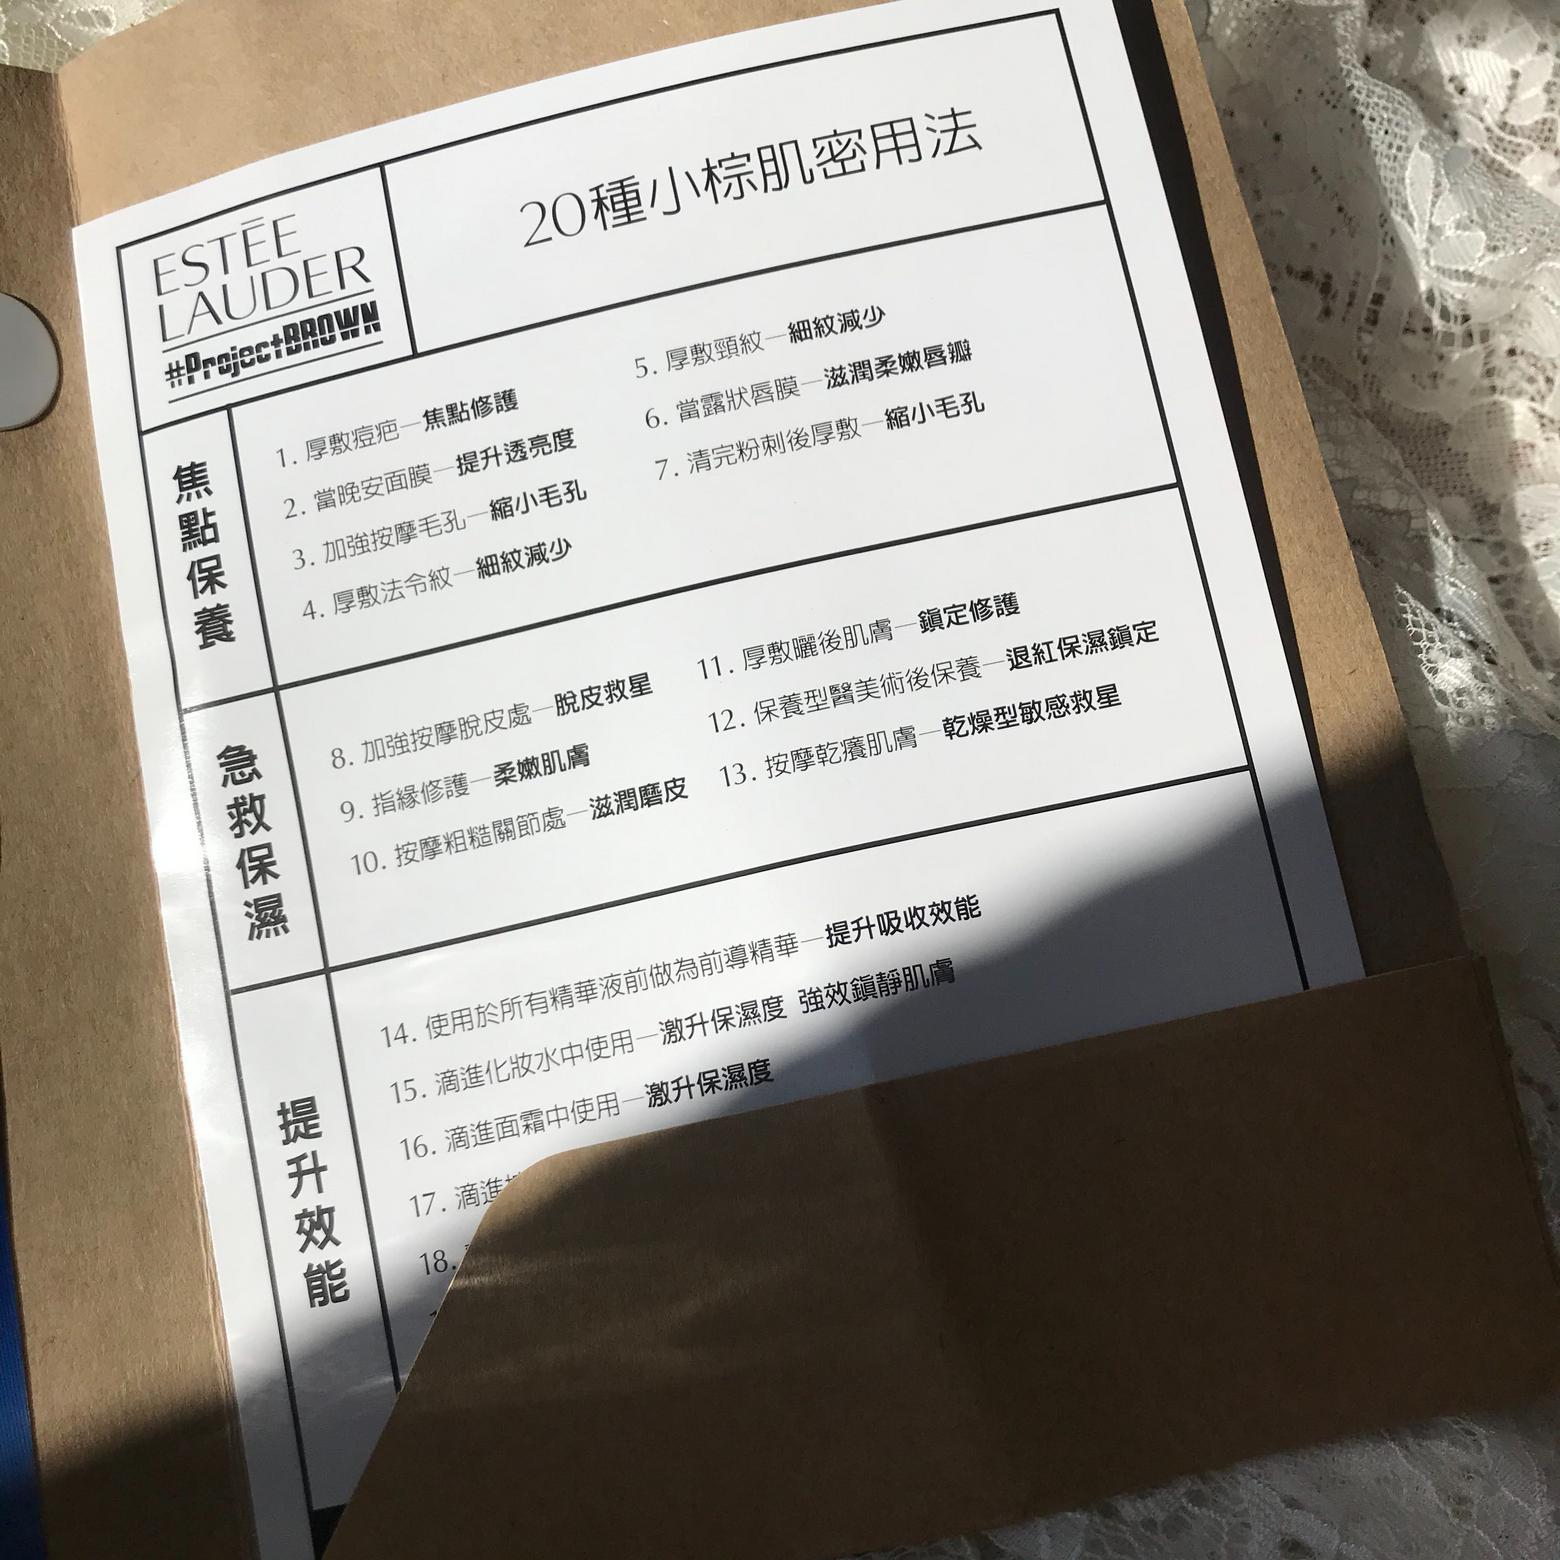 ESTĒE
LAUDER
#ProjectBROWN
20種小棕肌密用法
焦點保養
1. 厚敷痘疤—焦點修護
2. 當晚安面膜—提升透亮度
3. 加強按摩毛孔—縮小毛孔
4. 厚敷法令紋—細紋減少
5. 厚敷頸紋—細紋減少
6. 當露狀唇膜—滋潤柔嫩唇瓣
7. 清完粉刺後厚敷—縮小毛孔
急救保濕
8. 加強按摩脫皮處—脫皮救星
9. 指緣修護—柔嫩肌膚
10. 按摩粗糙關節處—滋潤磨皮
11. 厚敷曬後肌膚—鎮定修護
12. 保養型醫美術後保養—退紅保濕鎮定
13. 按摩乾癢肌膚—乾燥型敏感救星
提升效能
14. 使用於所有精華液前做為前導精華—提升吸收效能
15. 滴進化妝水中使用—激升保濕度 強效鎮靜肌膚
16. 滴進面霜中使用—激升保濕度
17. 滴進
18.